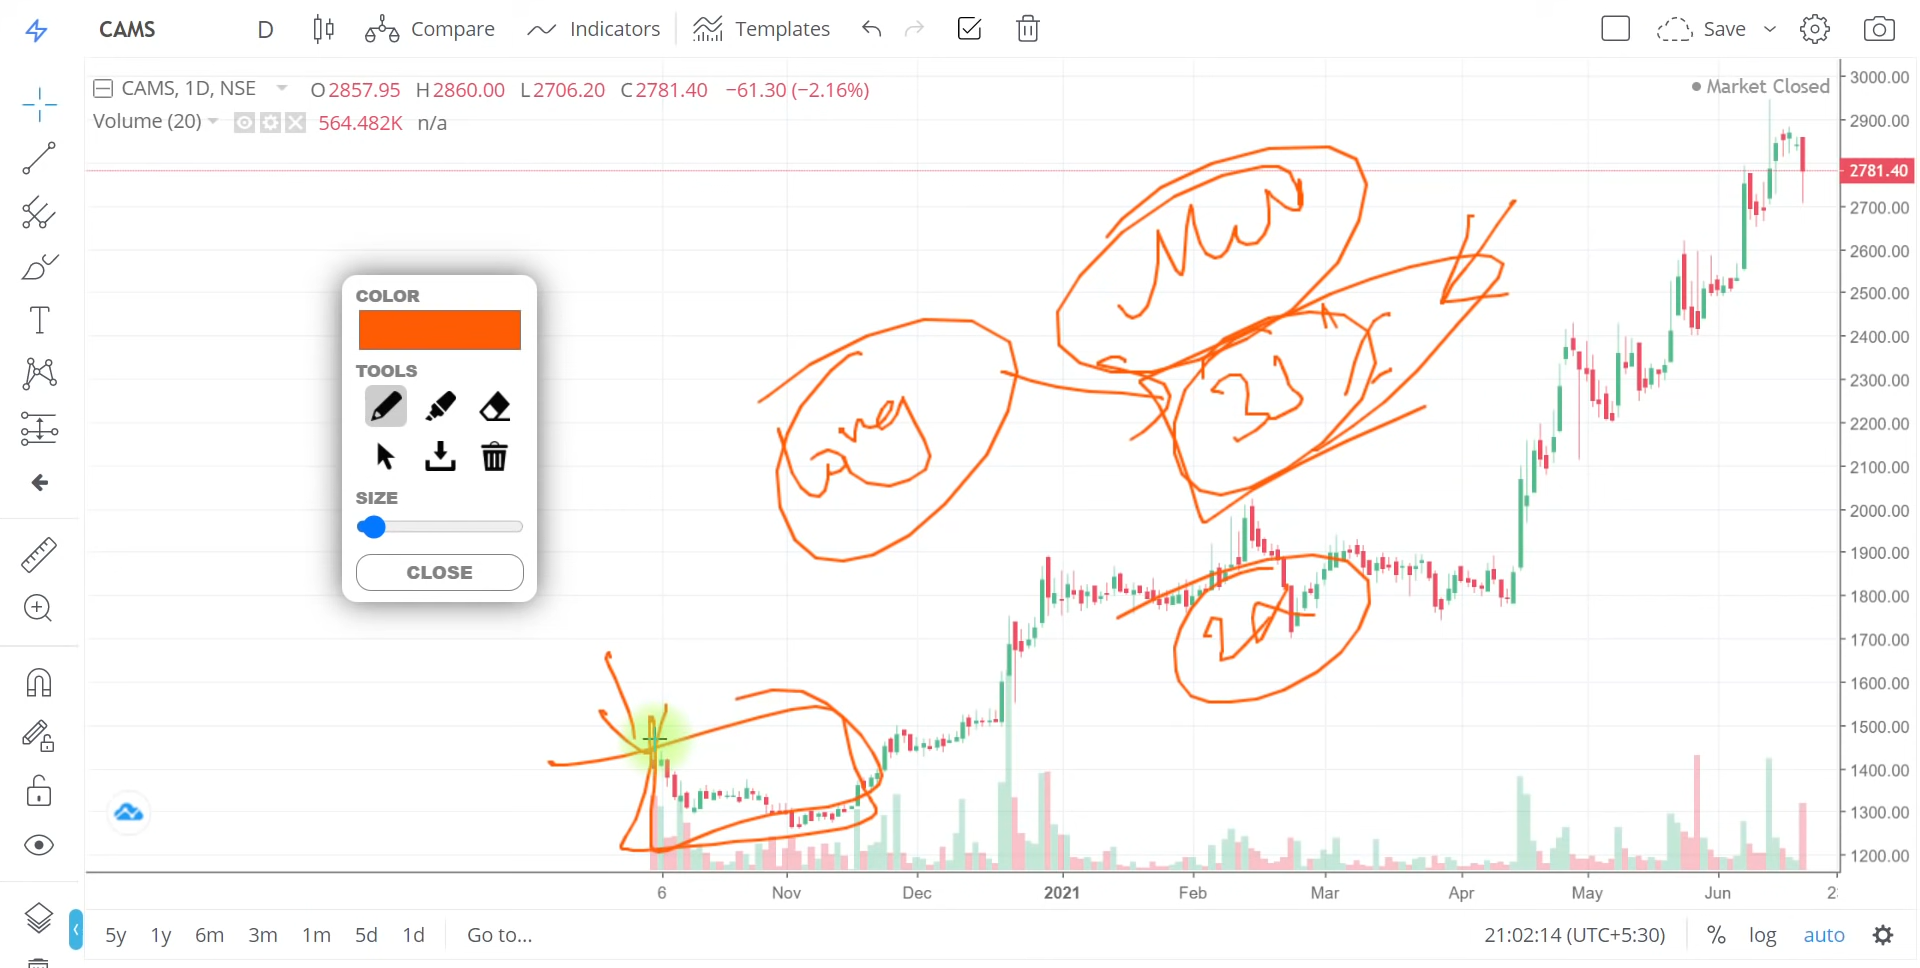 CAMS D Compare Indicators Templates Save
CAMS, 1D, NSE O2857.95 H2860.00 L2706.20 C2781.40 −61.30 (−2.16%)
Market Closed
Volume (20) 564.482K n/a
3000.00
2900.00
2781.40
2700.00
2600.00
2500.00
2400.00
2300.00
2200.00
2100.00
2000.00
1900.00
1800.00
1700.00
1600.00
1500.00
1400.00
1300.00
1200.00
COLOR
TOOLS
SIZE
CLOSE
6 Nov Dec 2021 Feb Mar Apr May Jun
5y 1y 6m 3m 1m 5d 1d Go to... 21:02:14 (UTC+5:30) % log auto